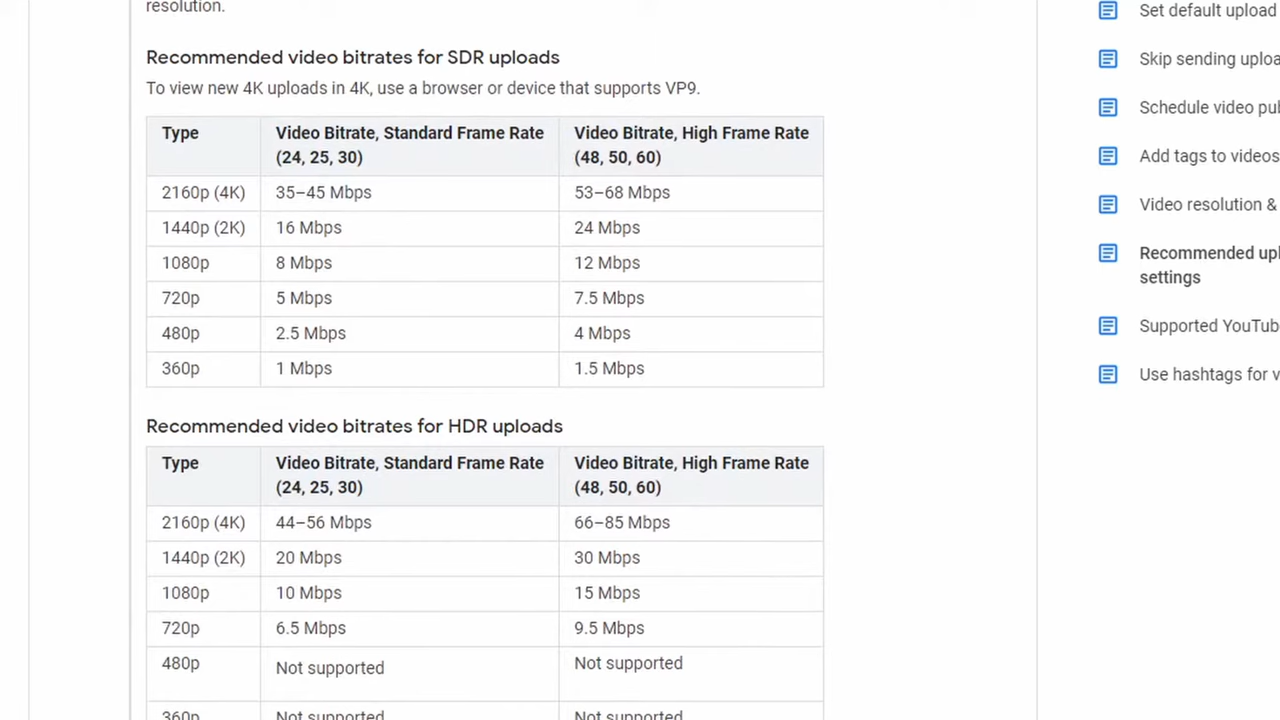 resolution.
Recommended video bitrates for SDR uploads
To view new 4K uploads in 4K, use a browser or device that supports VP9.
Type Video Bitrate, Standard Frame Rate (24, 25, 30) Video Bitrate, High Frame Rate (48, 50, 60)
2160p (4K) 35–45 Mbps 53–68 Mbps
1440p (2K) 16 Mbps 24 Mbps
1080p 8 Mbps 12 Mbps
720p 5 Mbps 7.5 Mbps
480p 2.5 Mbps 4 Mbps
360p 1 Mbps 1.5 Mbps
Recommended video bitrates for HDR uploads
Type Video Bitrate, Standard Frame Rate (24, 25, 30) Video Bitrate, High Frame Rate (48, 50, 60)
2160p (4K) 44–56 Mbps 66–85 Mbps
1440p (2K) 20 Mbps 30 Mbps
1080p 10 Mbps 15 Mbps
720p 6.5 Mbps 9.5 Mbps
480p Not supported Not supported
360p Not supported Not supported
Set default upload
Skip sending uploa
Schedule video pub
Add tags to videos
Video resolution &
Recommended upl
settings
Supported YouTub
Use hashtags for v